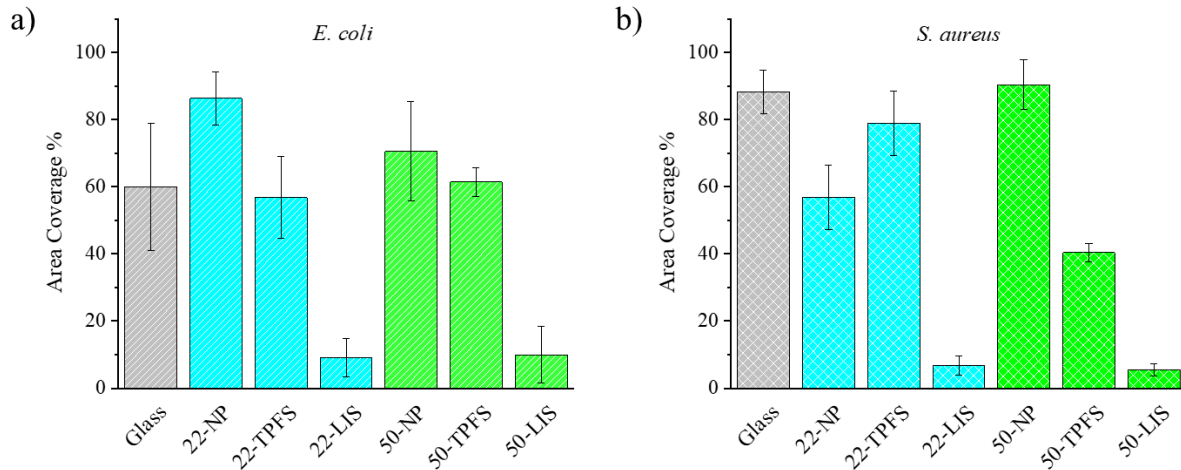 a)
E. coli
Area Coverage %
100
80
60
40
20
0
Glass
22-NP
22-TPFS
22-LIS
50-NP
50-TPFS
50-LIS
b)
S. aureus
Area Coverage %
100
80
60
40
20
0
Glass
22-NP
22-TPFS
22-LIS
50-NP
50-TPFS
50-LIS